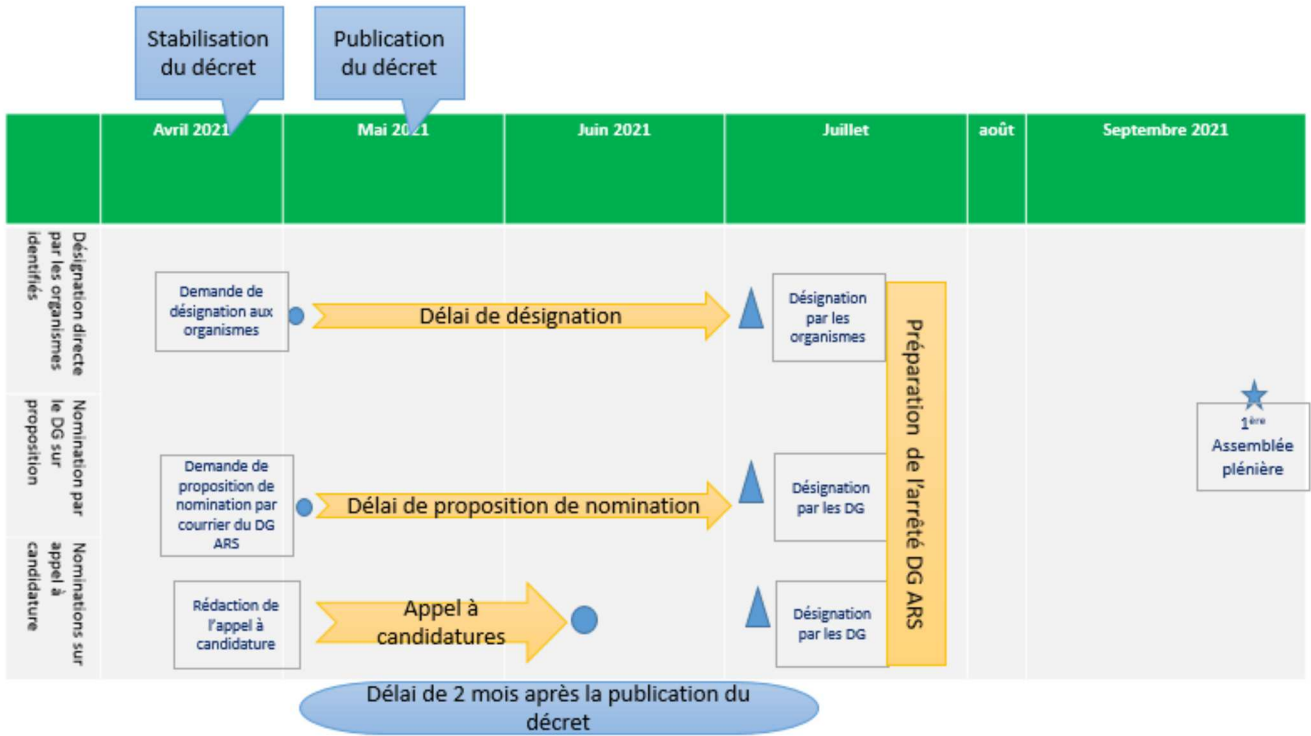 Stabilisation
du décret
Publication
du décret
Avril 2021
Mai 2021
Juin 2021
Juillet
août
Septembre 2021
Désignation directe
par les organismes
identifiés
Demande de
désignation aux
organismes
Délai de désignation
Désignation
par les
organismes
Préparation de l'arrêté DG ARS
1ère
Assemblée
plénière
Nomination par
le DG sur
proposition
Demande de
proposition de
nomination par
courrier du DG
ARS
Délai de proposition de nomination
Désignation
par les DG
Nominations sur
appel à
candidature
Rédaction de
l'appel à
candidature
Appel à
candidatures
Désignation
par les DG
Délai de 2 mois après la publication du
décret